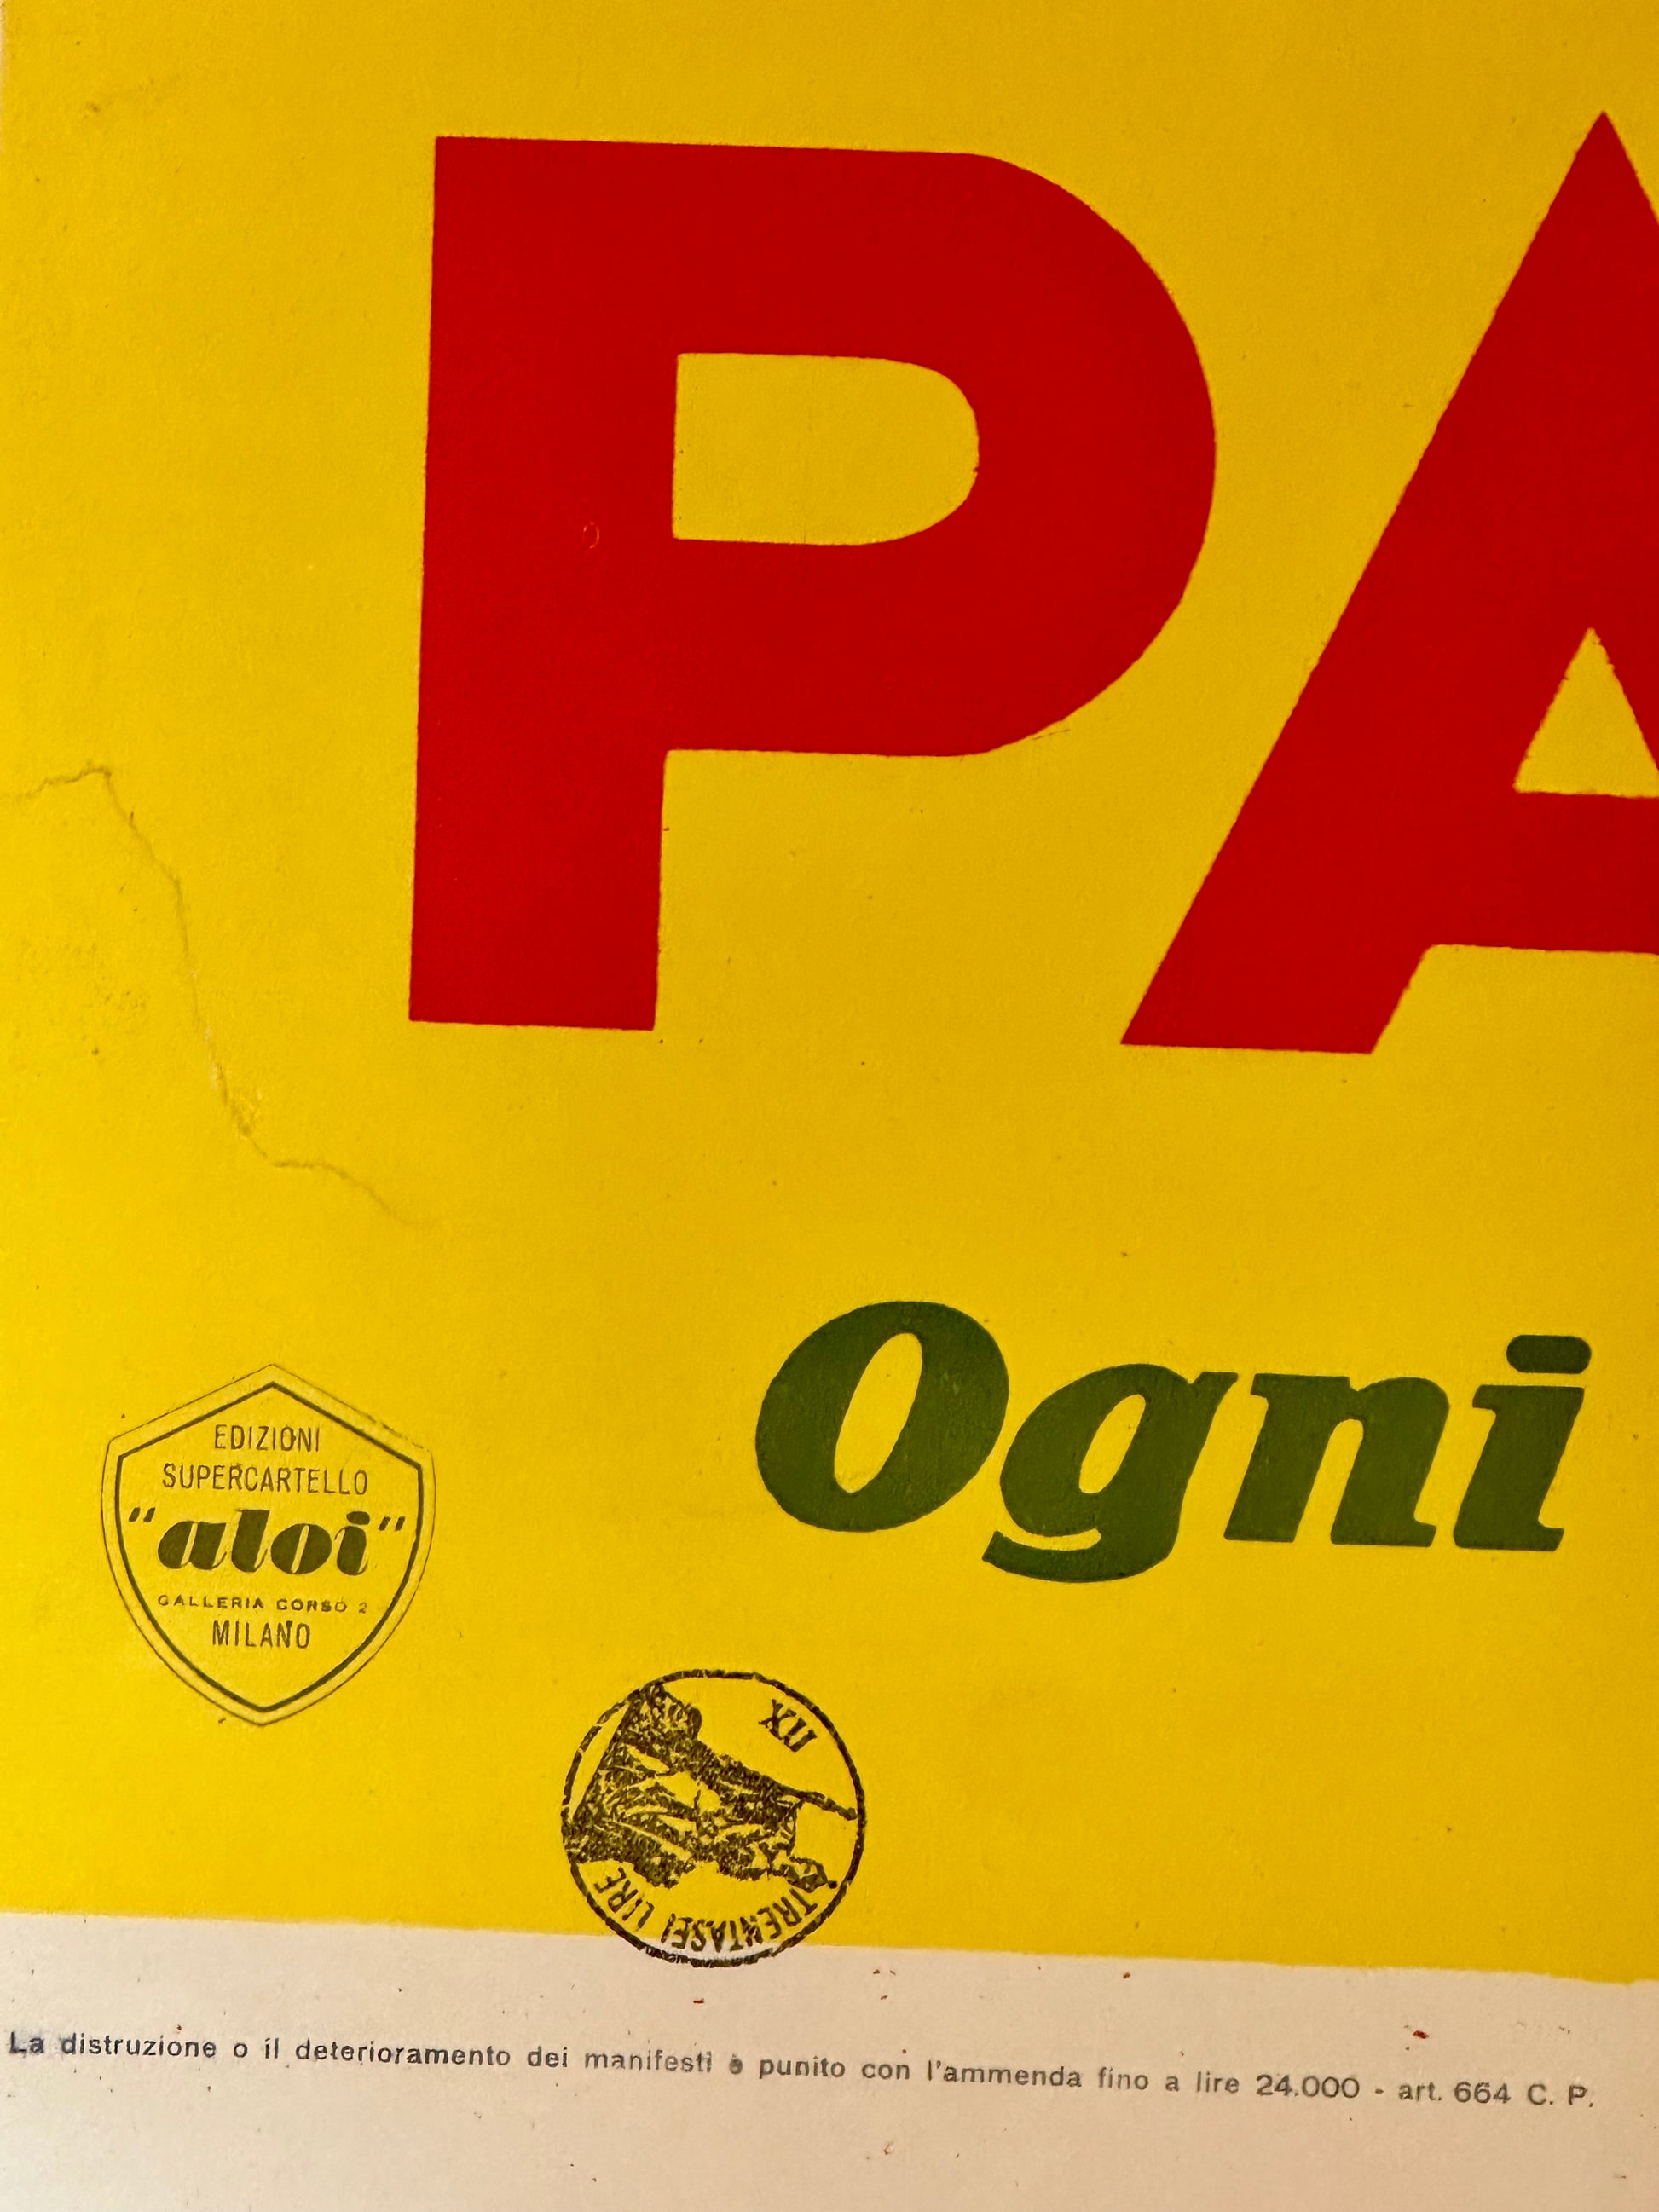 PA
Ogni
EDIZIONI
SUPERCARTELLO
"aloi"
GALLERIA CORSO 2
MILANO
XII
TRENTASEI LIRE
La distruzione o il deterioramento dei manifesti è punito con l'ammenda fino a lire 24.000 - art. 664 C. P.